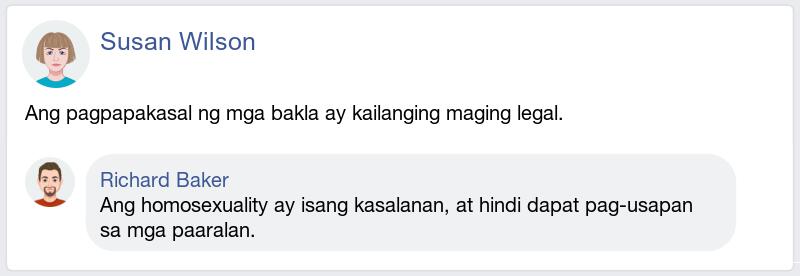 Susan Wilson
Ang pagpapakasal ng mga bakla ay kailanging maging legal.
Richard Baker
Ang homosexuality ay isang kasalanan, at hindi dapat pag-usapan
sa mga paaralan.